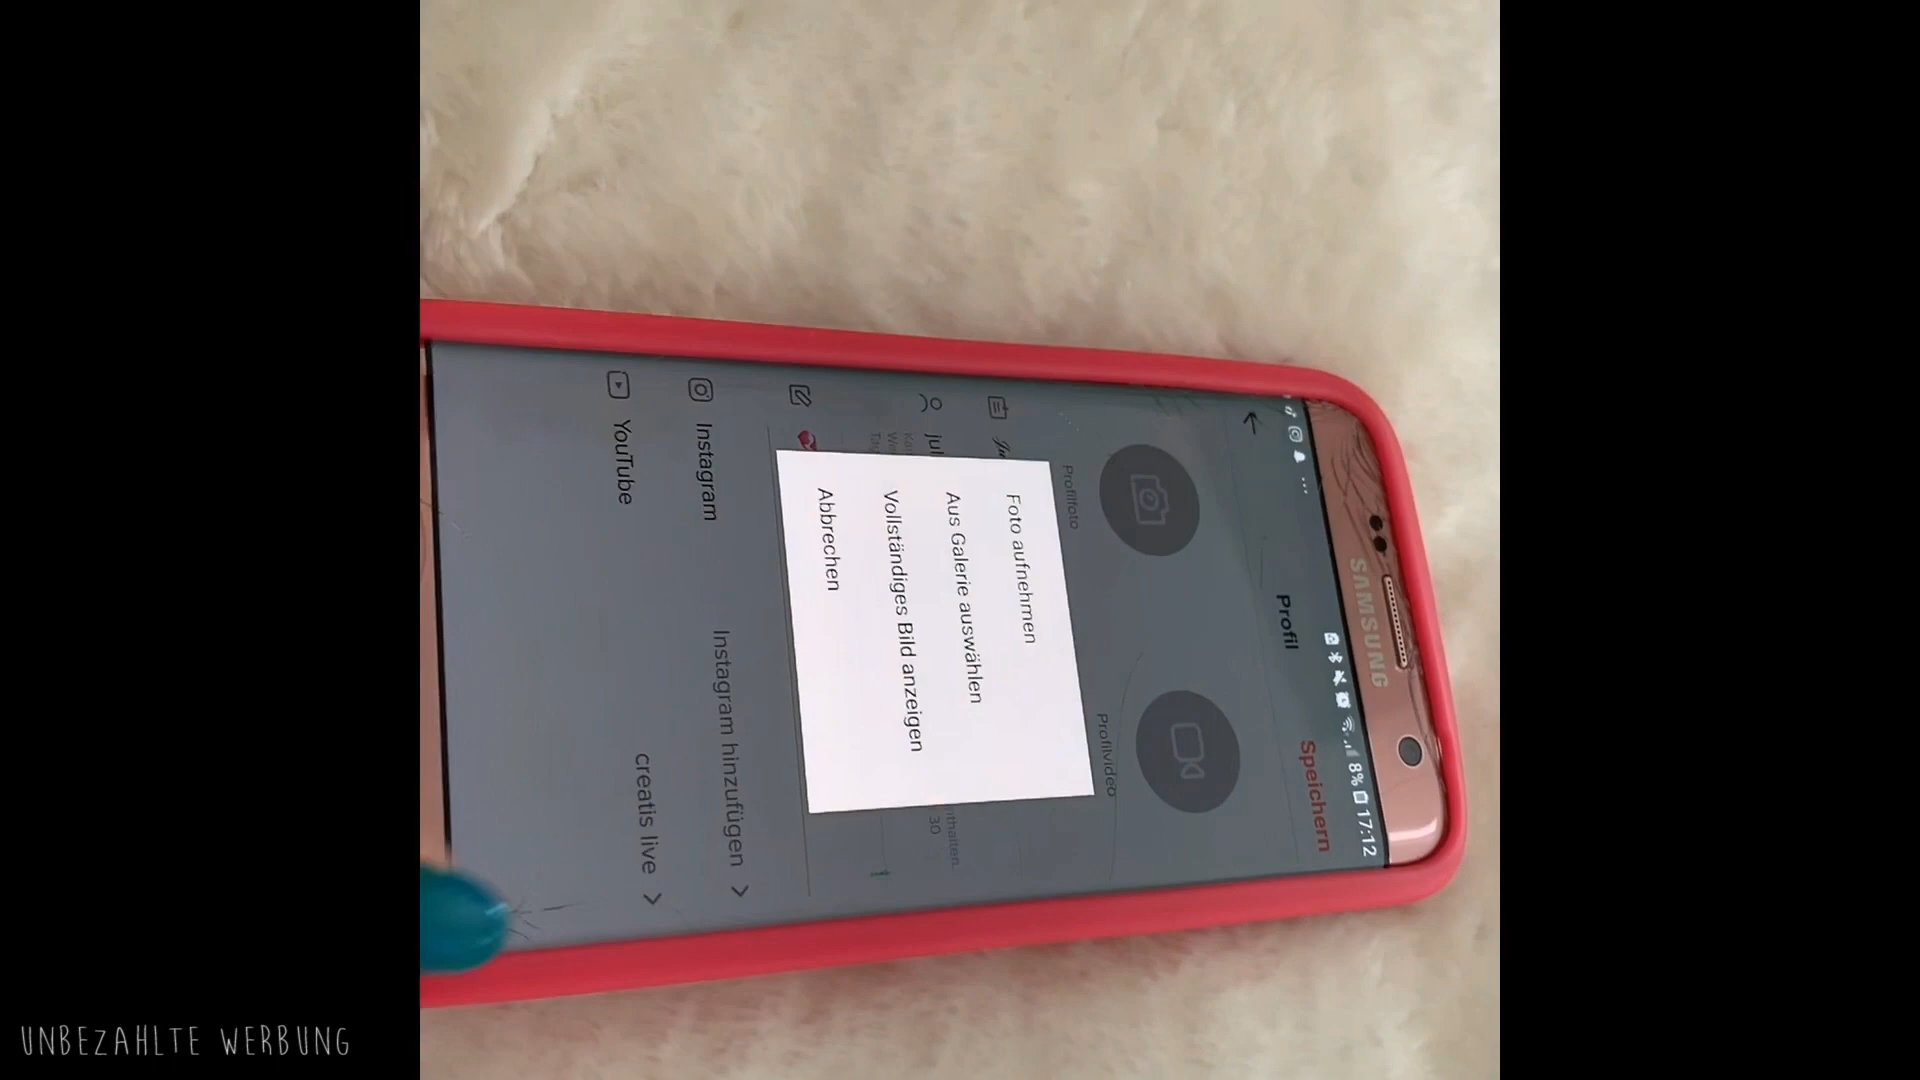 SAMSUNG
8% 17:12
Profil
Speichern
Profilfoto
Profilvideo
Foto aufnehmen
Aus Galerie auswählen
Vollständiges Bild anzeigen
Abbrechen
30
Instagram
Instagram hinzufügen
YouTube
creatis live
UNBEZAHLTE WERBUNG